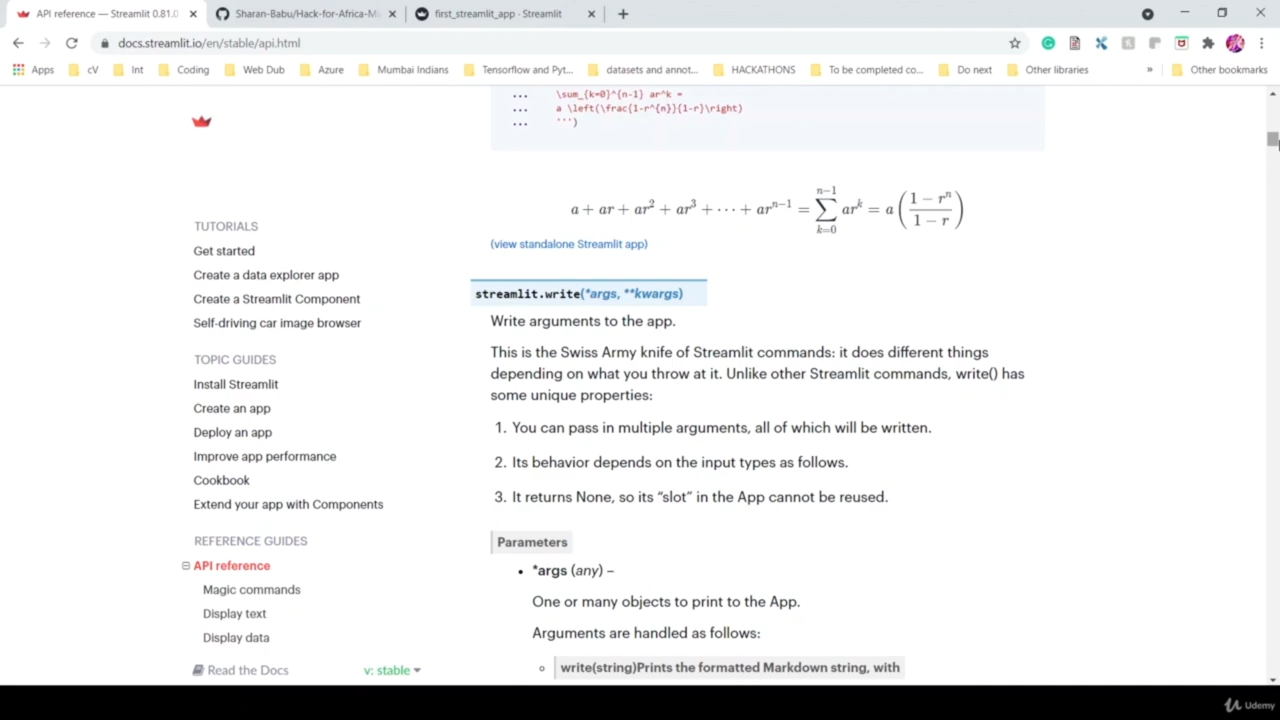 API reference — Streamlit 0.81.0
Sharan-Babu/Hack-for-Africa-M
first_streamlit_app · Streamlit
docs.streamlit.io/en/stable/api.html
Apps
cV
Int
Coding
Web Dub
Azure
Mumbai Indians
Tensorflow and Pyt...
datasets and annot...
HACKATHONS
To be completed co...
Do next
Other libraries
»
Other bookmarks
... \sum_{k=0}^{n-1} ar^k =
... a \left(\frac{1-r^{n}}{1-r}\right)
... ''')
a + ar + ar² + ar³ + ⋯ + arⁿ⁻¹ = ∑_{k=0}^{n−1} ar^k = a ( (1 − rⁿ) / (1 − r) )
(view standalone Streamlit app)
streamlit.write(*args, **kwargs)
Write arguments to the app.
This is the Swiss Army knife of Streamlit commands: it does different things
depending on what you throw at it. Unlike other Streamlit commands, write() has
some unique properties:
1. You can pass in multiple arguments, all of which will be written.
2. Its behavior depends on the input types as follows.
3. It returns None, so its “slot” in the App cannot be reused.
Parameters
• *args (any) –
One or many objects to print to the App.
Arguments are handled as follows:
write(string)Prints the formatted Markdown string, with
TUTORIALS
Get started
Create a data explorer app
Create a Streamlit Component
Self-driving car image browser
TOPIC GUIDES
Install Streamlit
Create an app
Deploy an app
Improve app performance
Cookbook
Extend your app with Components
REFERENCE GUIDES
API reference
Magic commands
Display text
Display data
Read the Docs
v: stable
Udemy